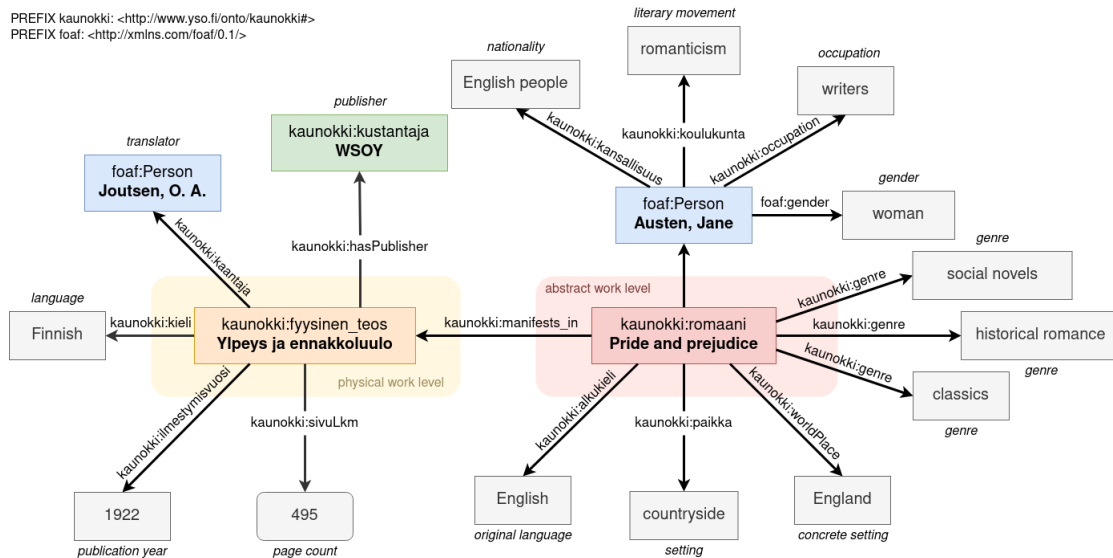 PREFIX kaunokki: <http://www.yso.fi/onto/kaunokki#>
PREFIX foaf: <http://xmlns.com/foaf/0.1/>
literary movement
romanticism
nationality
English people
occupation
writers
publisher
kaunokki:kustantaja
WSOY
kaunokki:kansallisuus
kaunokki:koulukunta
kaunokki:occupation
translator
foaf:Person
Joutsen, O. A.
foaf:Person
Austen, Jane
foaf:gender
gender
woman
kaunokki:kaantaja
kaunokki:hasPublisher
genre
social novels
kaunokki:genre
language
Finnish
kaunokki:kieli
kaunokki:fyysinen_teos
Ylpeys ja ennakkoluulo
physical work level
kaunokki:manifests_in
abstract work level
kaunokki:romaani
Pride and prejudice
kaunokki:genre
historical romance
genre
kaunokki:genre
classics
genre
kaunokki:ilmestymisvuosi
kaunokki:sivuLkm
kaunokki:alkukieli
kaunokki:paikka
kaunokki:worldPlace
1922
publication year
495
page count
English
original language
countryside
setting
England
concrete setting